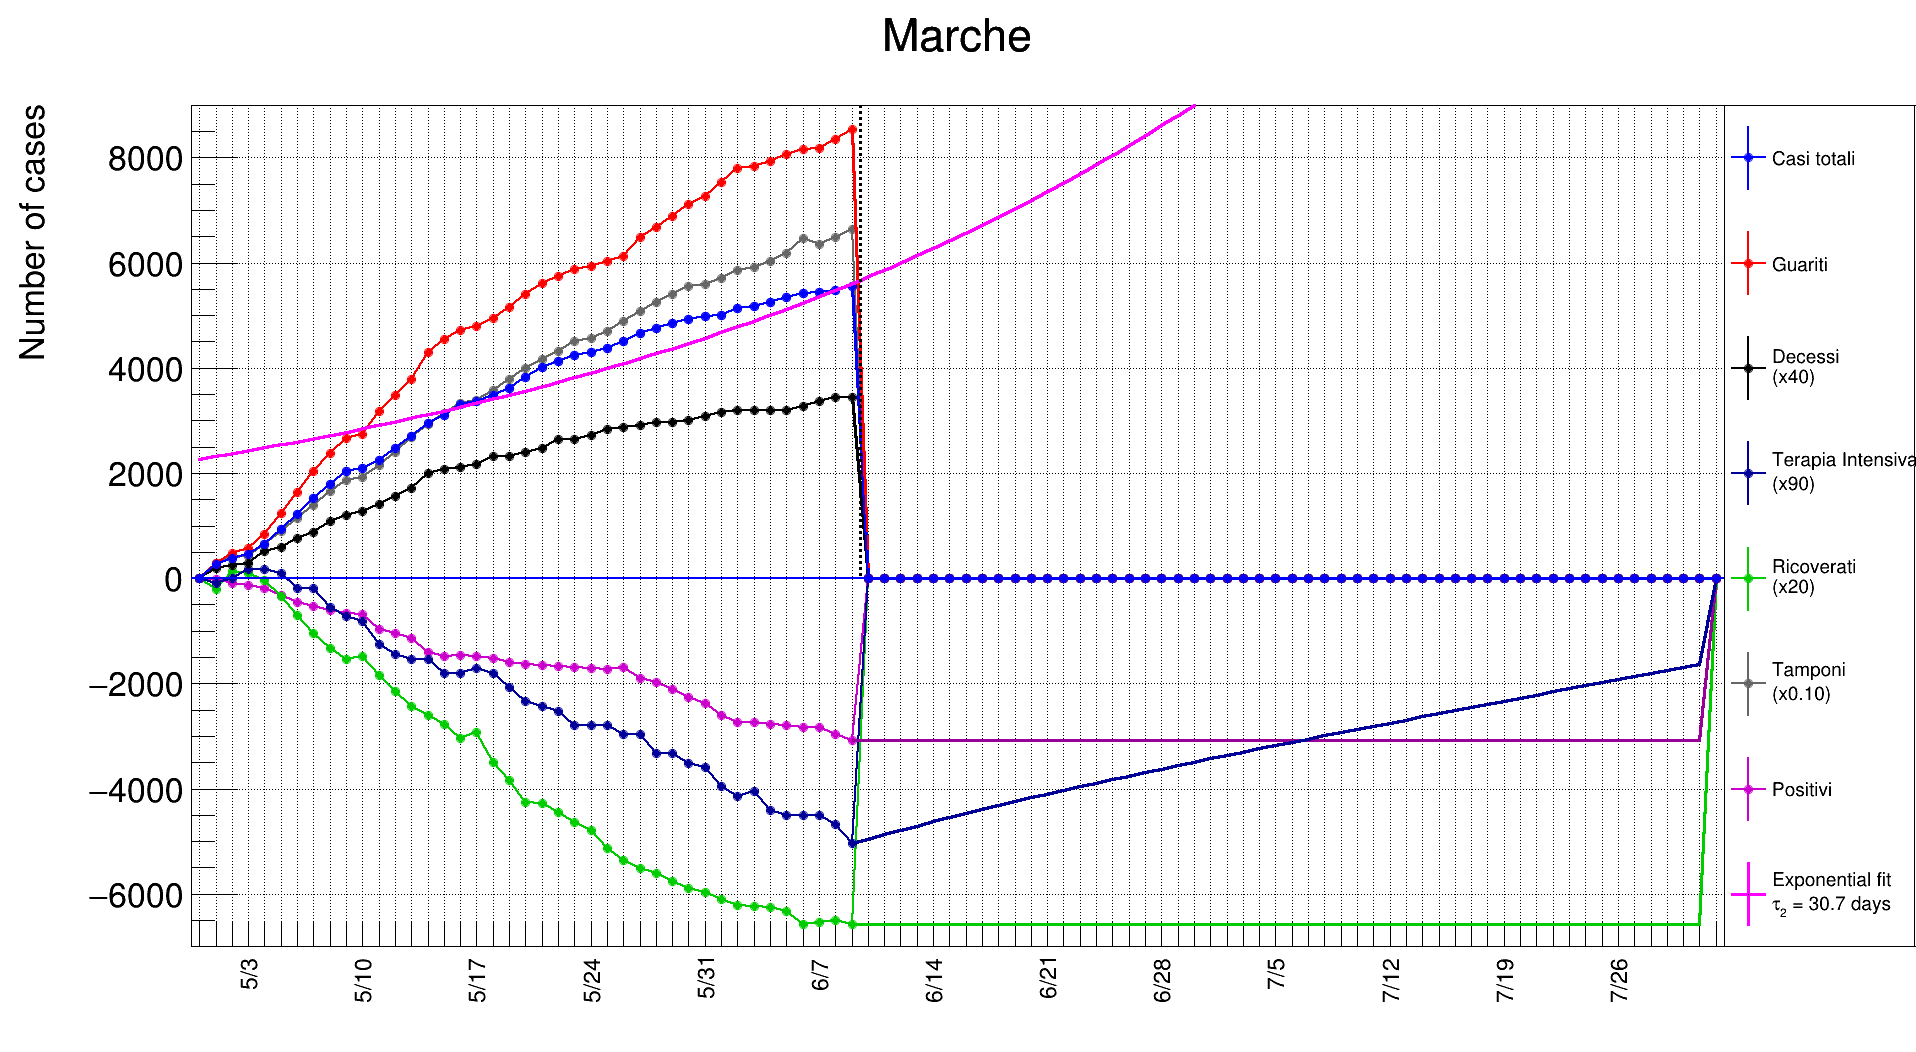 Marche
Number of cases
8000
6000
4000
2000
0
−2000
−4000
−6000
5/3
5/10
5/17
5/24
5/31
6/7
6/14
6/21
6/28
7/5
7/12
7/19
7/26
Casi totali
Guariti
Decessi
(x40)
Terapia Intensiva
(x90)
Ricoverati
(x20)
Tamponi
(x0.10)
Positivi
Exponential fit
τ2 = 30.7 days